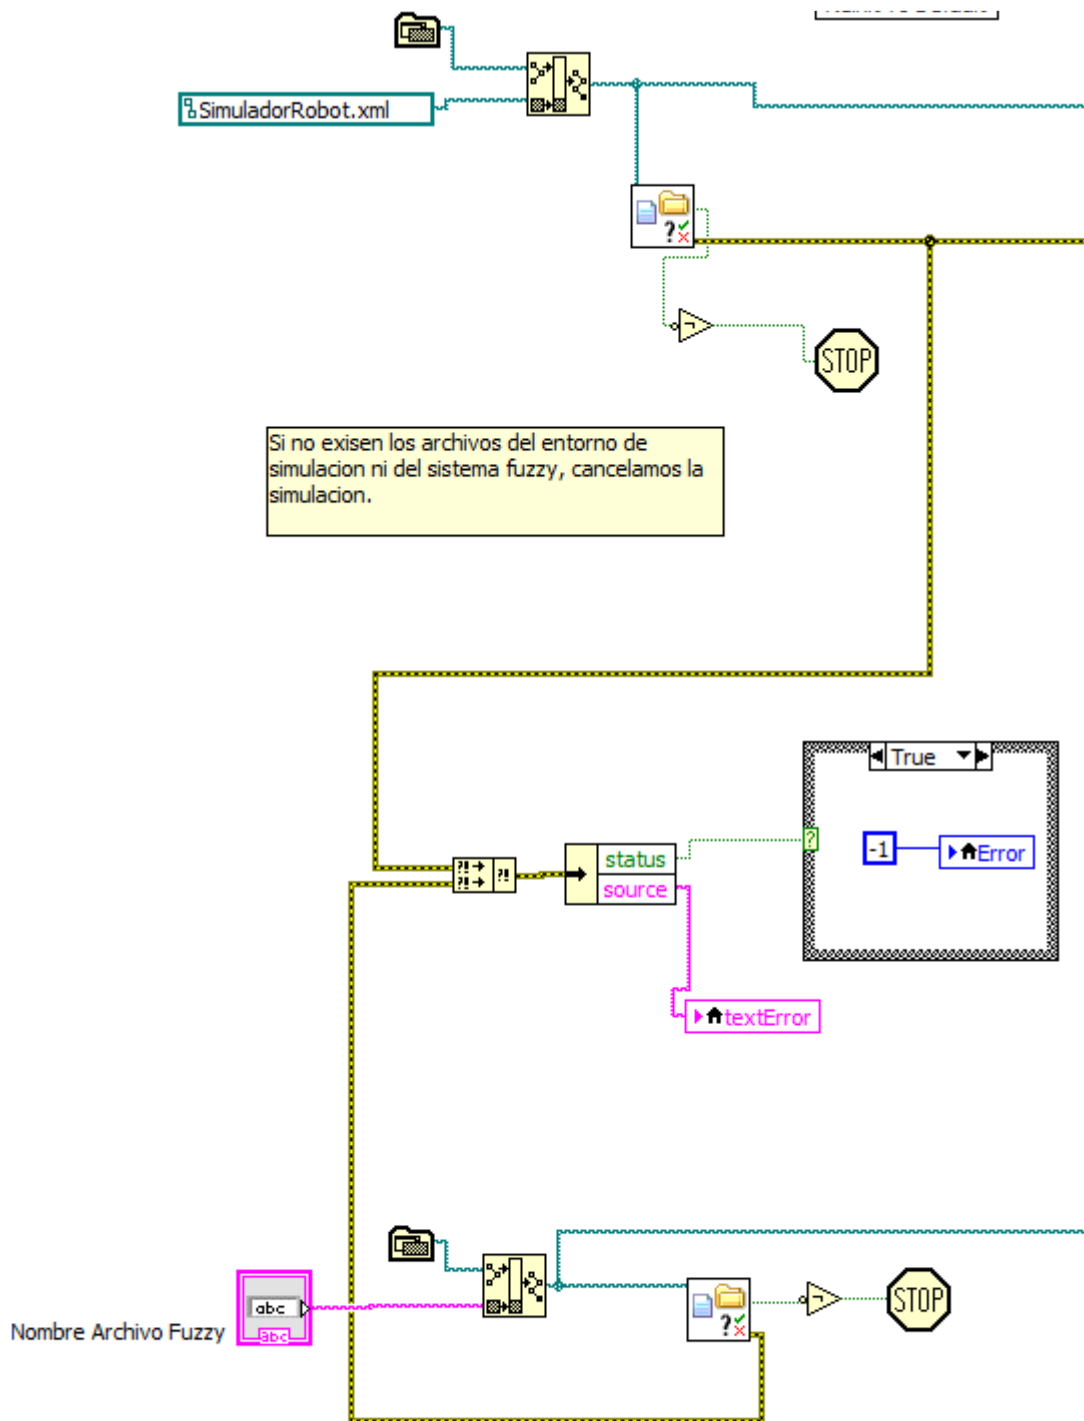 SimuladorRobot.xml
?
STOP
Si no exisen los archivos del entorno de
simulacion ni del sistema fuzzy, cancelamos la
simulacion.
True
?
-1
Error
?!
?!
?!
status
source
textError
abc
abc
Nombre Archivo Fuzzy
?
STOP